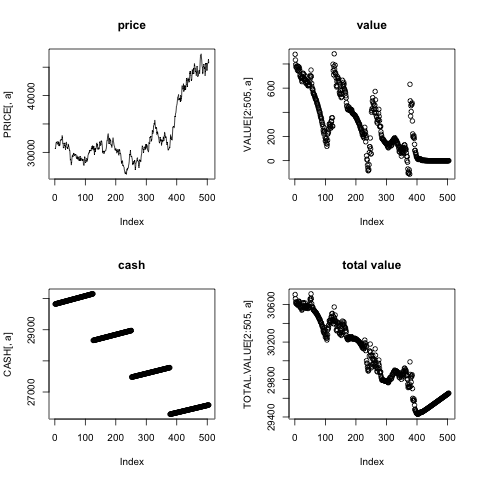 price
PRICE[, a]
30000 40000
0 100 200 300 400 500
Index
value
VALUE[2:505, a]
0 200 600
0 100 200 300 400 500
Index
cash
CASH[, a]
27000 29000
0 100 200 300 400 500
Index
total value
TOTAL.VALUE[2:505, a]
29400 29800 30200 30600
0 100 200 300 400 500
Index